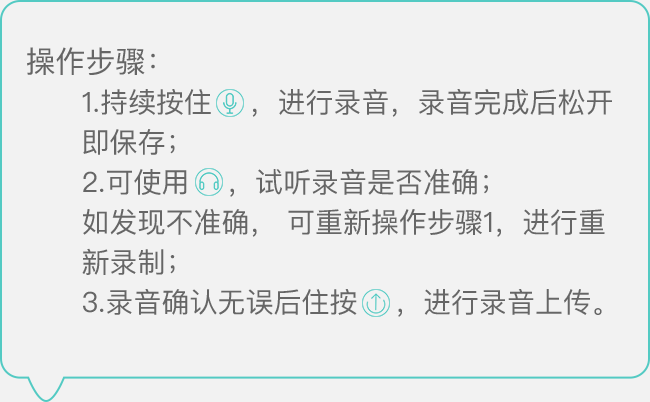 操作步骤：
1.持续按住，进行录音，录音完成后松开
即保存；
2.可使用，试听录音是否准确；
如发现不准确， 可重新操作步骤1，进行重
新录制；
3.录音确认无误后住按，进行录音上传。